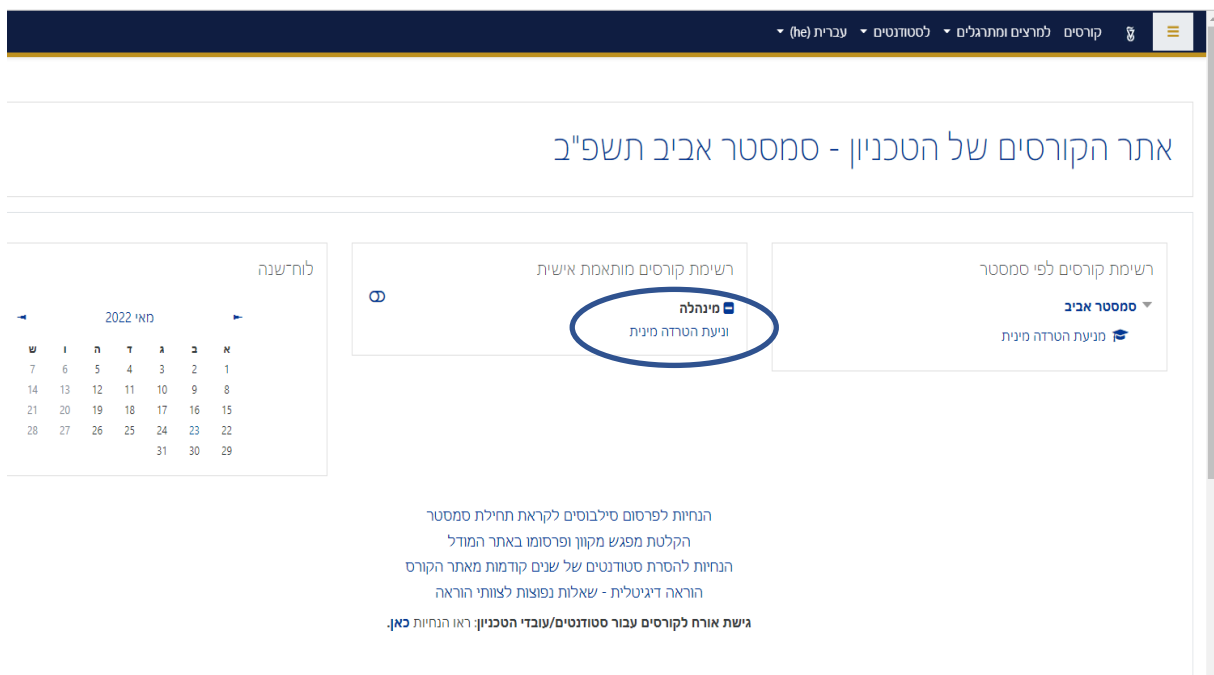 קורסים למרצים ומתרגלים לסטודנטים עברית ‎(he)‎
אתר הקורסים של הטכניון - סמסטר אביב תשפ"ב
רשימת קורסים לפי סמסטר
סמסטר אביב
מניעת הטרדה מינית
רשימת קורסים מותאמת אישית
מינהלה
וניעת הטרדה מינית
לוח־שנה
מאי 2022
א ב ג ד ה ו ש
1 2 3 4 5 6 7
8 9 10 11 12 13 14
15 16 17 18 19 20 21
22 23 24 25 26 27 28
29 30 31
הנחיות לפרסום סילבוסים לקראת תחילת סמסטר
הקלטת מפגש מקוון ופרסומו באתר המודל
הנחיות להסרת סטודנטים של שנים קודמות מאתר הקורס
הוראה דיגיטלית - שאלות נפוצות לצוותי הוראה
גישת אורח לקורסים עבור סטודנטים/עובדי הטכניון: ראו הנחיות כאן.